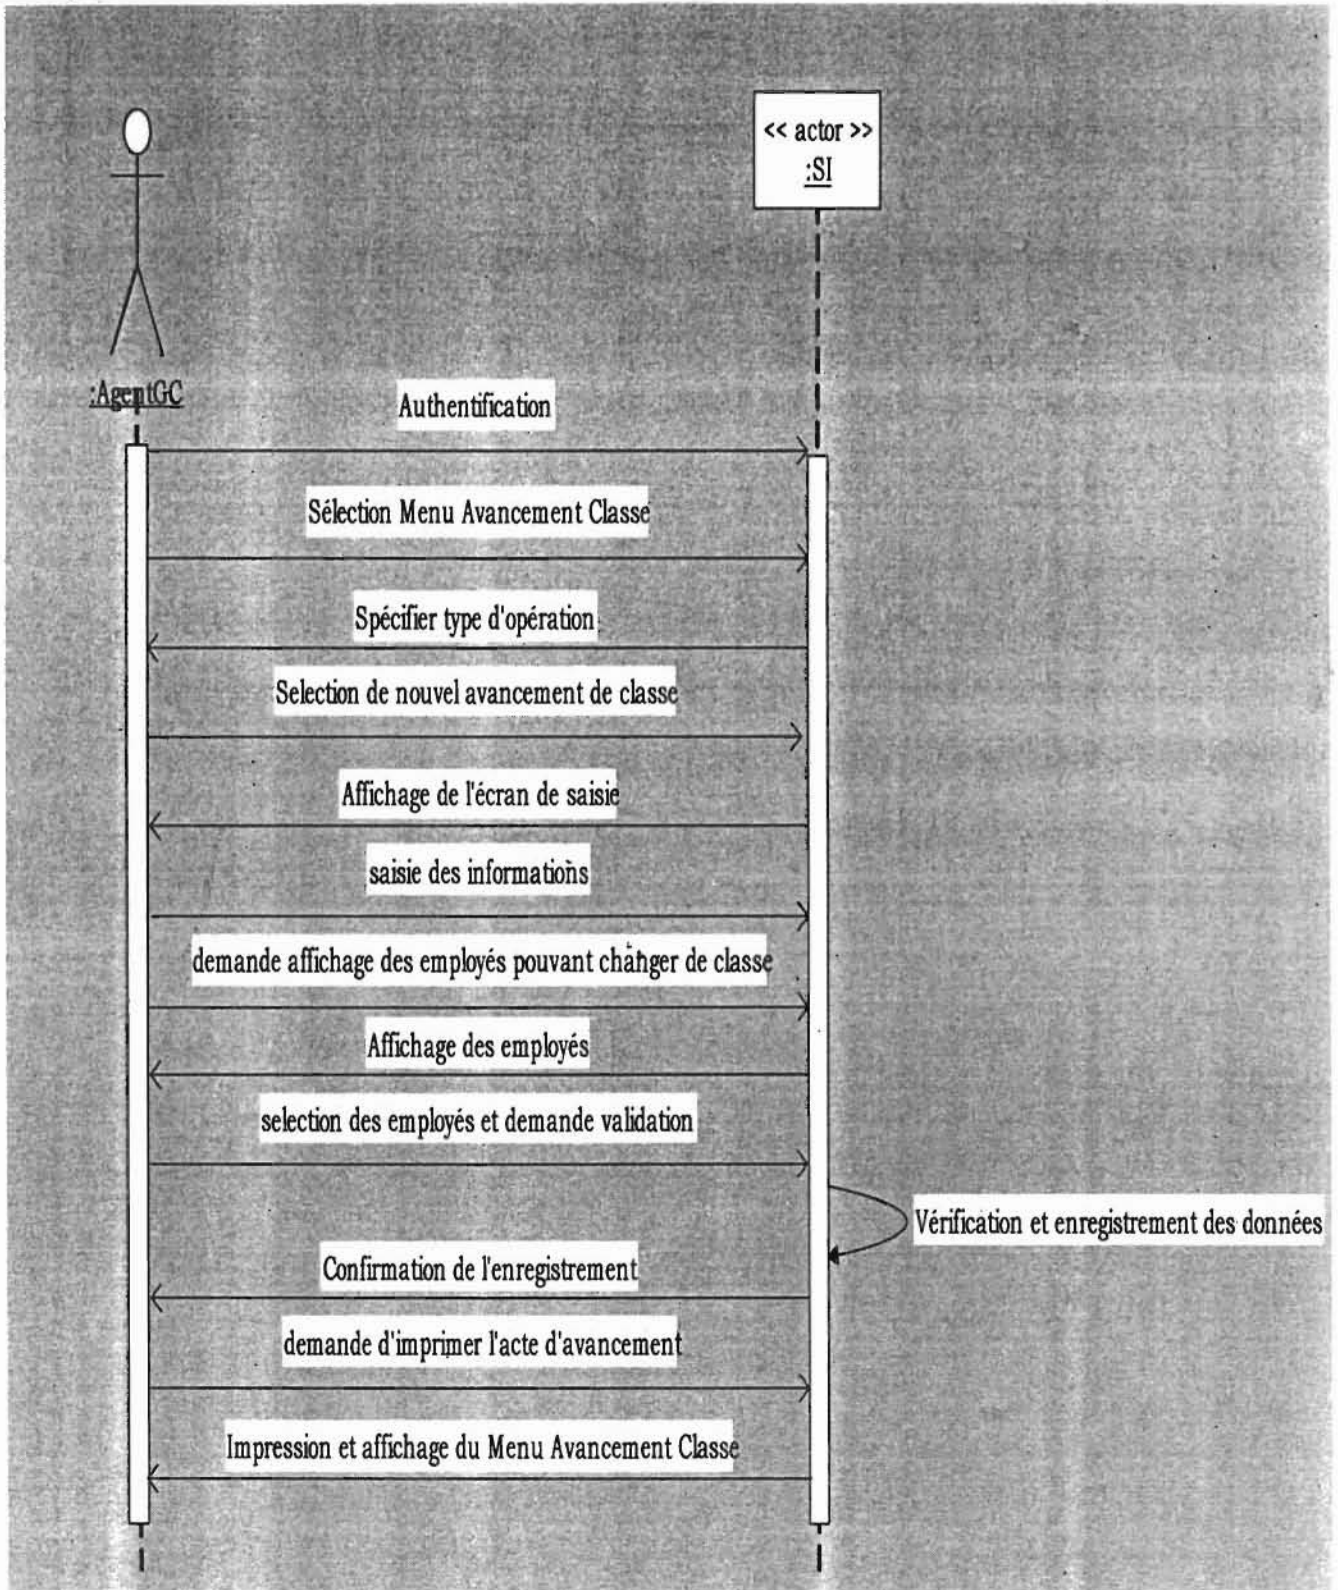 << actor >>
:SI
:AgentGC
Authentification
Sélection Menu Avancement Classe
Spécifier type d'opération
Selection de nouvel avancement de classe
Affichage de l'écran de saisie
saisie des informations
demande affichage des employés pouvant changer de classe
Affichage des employés
selection des employés et demande validation
Vérification et enregistrement des données
Confirmation de l'enregistrement
demande d'imprimer l'acte d'avancement
Impression et affichage du Menu Avancement Classe